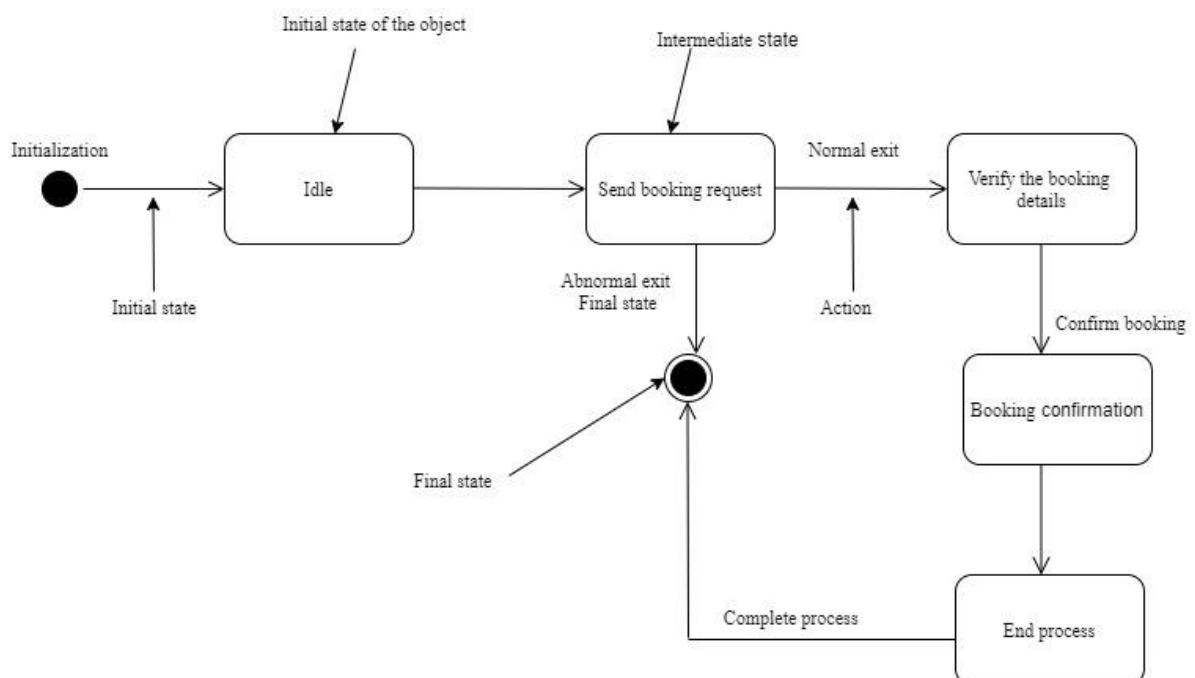 Initial state of the object
Intermediate state
Initialization
Idle
Send booking request
Normal exit
Verify the booking
details
Initial state
Abnormal exit
Final state
Action
Confirm booking
Booking confirmation
Final state
Complete process
End process